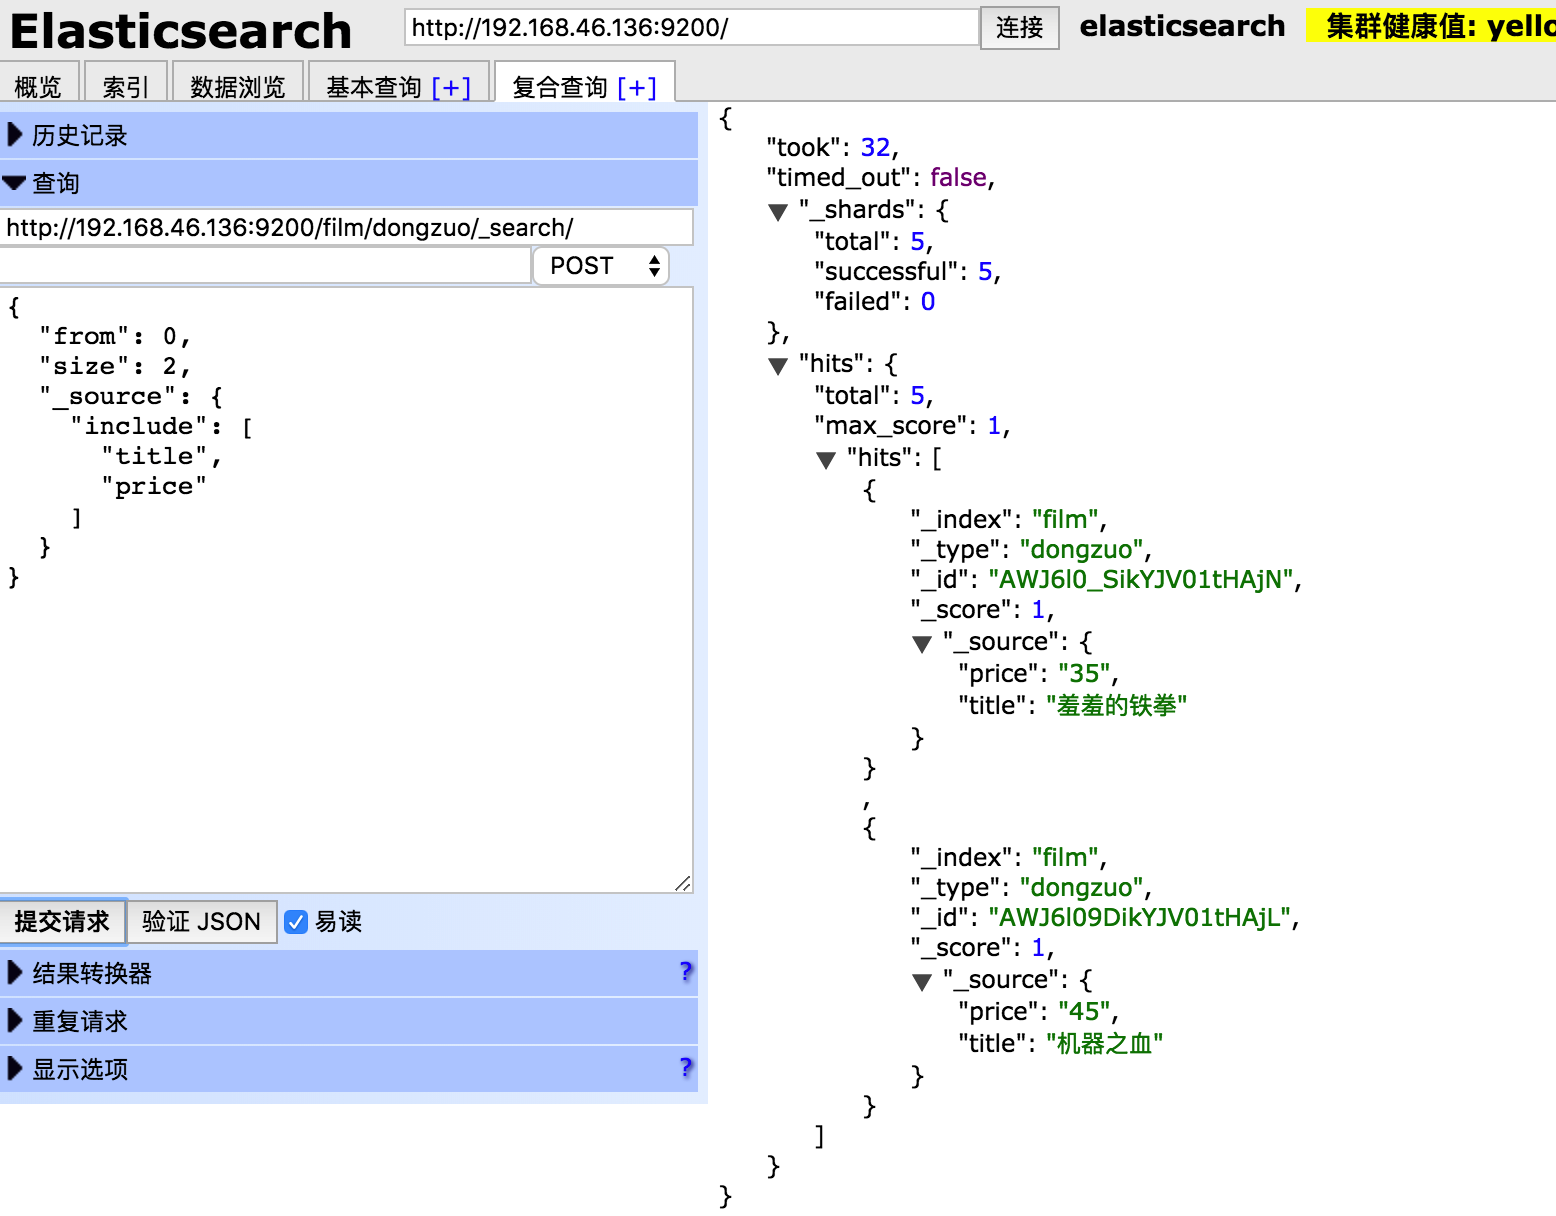 Elasticsearch
http://192.168.46.136:9200/
连接
elasticsearch
集群健康值: yello
概览
索引
数据浏览
基本查询 [+]
复合查询 [+]
历史记录
查询
http://192.168.46.136:9200/film/dongzuo/_search/
POST
{
"from": 0,
"size": 2,
"_source": {
"include": [
"title",
"price"
]
}
}
提交请求
验证 JSON
易读
结果转换器
?
重复请求
显示选项
?
{
"took": 32,
"timed_out": false,
"_shards": {
"total": 5,
"successful": 5,
"failed": 0
},
"hits": {
"total": 5,
"max_score": 1,
"hits": [
{
"_index": "film",
"_type": "dongzuo",
"_id": "AWJ6l0_SikYJV01tHAjN",
"_score": 1,
"_source": {
"price": "35",
"title": "羞羞的铁拳"
}
}
,
{
"_index": "film",
"_type": "dongzuo",
"_id": "AWJ6l09DikYJV01tHAjL",
"_score": 1,
"_source": {
"price": "45",
"title": "机器之血"
}
}
]
}
}